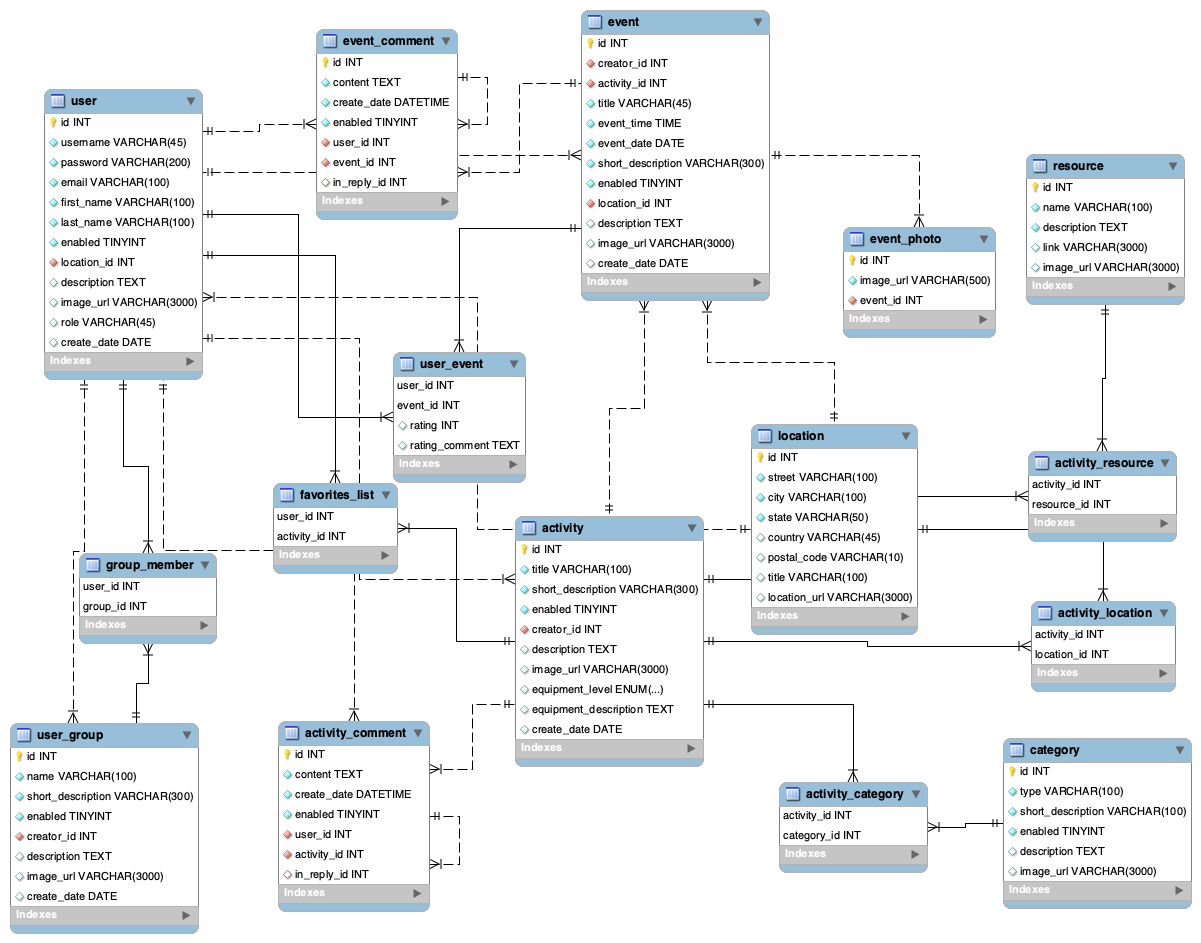 event
id INT
creator_id INT
activity_id INT
title VARCHAR(45)
event_time TIME
event_date DATE
short_description VARCHAR(300)
enabled TINYINT
location_id INT
description TEXT
image_url VARCHAR(3000)
create_date DATE
Indexes
event_comment
id INT
content TEXT
create_date DATETIME
enabled TINYINT
user_id INT
event_id INT
in_reply_id INT
Indexes
user
id INT
username VARCHAR(45)
password VARCHAR(200)
email VARCHAR(100)
first_name VARCHAR(100)
last_name VARCHAR(100)
enabled TINYINT
location_id INT
description TEXT
image_url VARCHAR(3000)
role VARCHAR(45)
create_date DATE
Indexes
resource
id INT
name VARCHAR(100)
description TEXT
link VARCHAR(3000)
image_url VARCHAR(3000)
Indexes
event_photo
id INT
image_url VARCHAR(500)
event_id INT
Indexes
user_event
user_id INT
event_id INT
rating INT
rating_comment TEXT
Indexes
location
id INT
street VARCHAR(100)
city VARCHAR(100)
state VARCHAR(50)
country VARCHAR(45)
postal_code VARCHAR(10)
title VARCHAR(100)
location_url VARCHAR(3000)
Indexes
activity_resource
activity_id INT
resource_id INT
Indexes
favorites_list
user_id INT
activity_id INT
Indexes
activity
id INT
title VARCHAR(100)
short_description VARCHAR(300)
enabled TINYINT
creator_id INT
description TEXT
image_url VARCHAR(3000)
equipment_level ENUM(...)
equipment_description TEXT
create_date DATE
Indexes
group_member
user_id INT
group_id INT
Indexes
activity_location
activity_id INT
location_id INT
Indexes
user_group
id INT
name VARCHAR(100)
short_description VARCHAR(300)
enabled TINYINT
creator_id INT
description TEXT
image_url VARCHAR(3000)
create_date DATE
Indexes
activity_comment
id INT
content TEXT
create_date DATETIME
enabled TINYINT
user_id INT
activity_id INT
in_reply_id INT
Indexes
activity_category
activity_id INT
category_id INT
Indexes
category
id INT
type VARCHAR(100)
short_description VARCHAR(100)
enabled TINYINT
description TEXT
image_url VARCHAR(3000)
Indexes